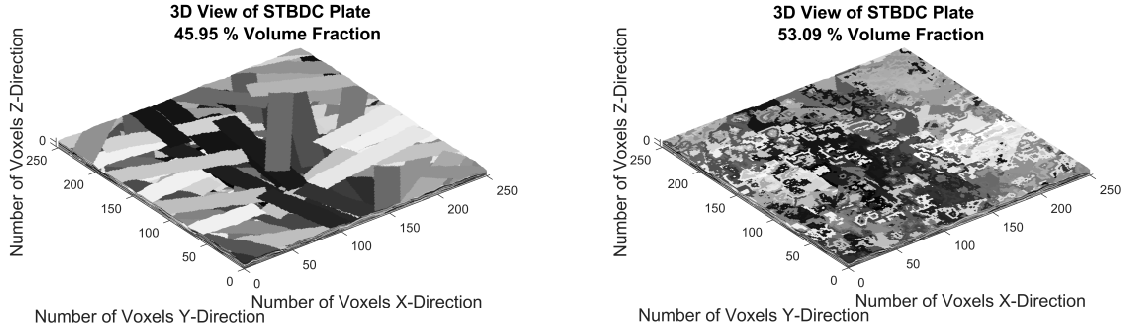 3D View of STBDC Plate
45.95 % Volume Fraction
Number of Voxels Z-Direction
0
250
200
150
100
50
0
0
50
100
150
200
250
Number of Voxels X-Direction
Number of Voxels Y-Direction
3D View of STBDC Plate
53.09 % Volume Fraction
Number of Voxels Z-Direction
0
250
200
150
100
50
0
0
50
100
150
200
250
Number of Voxels X-Direction
Number of Voxels Y-Direction